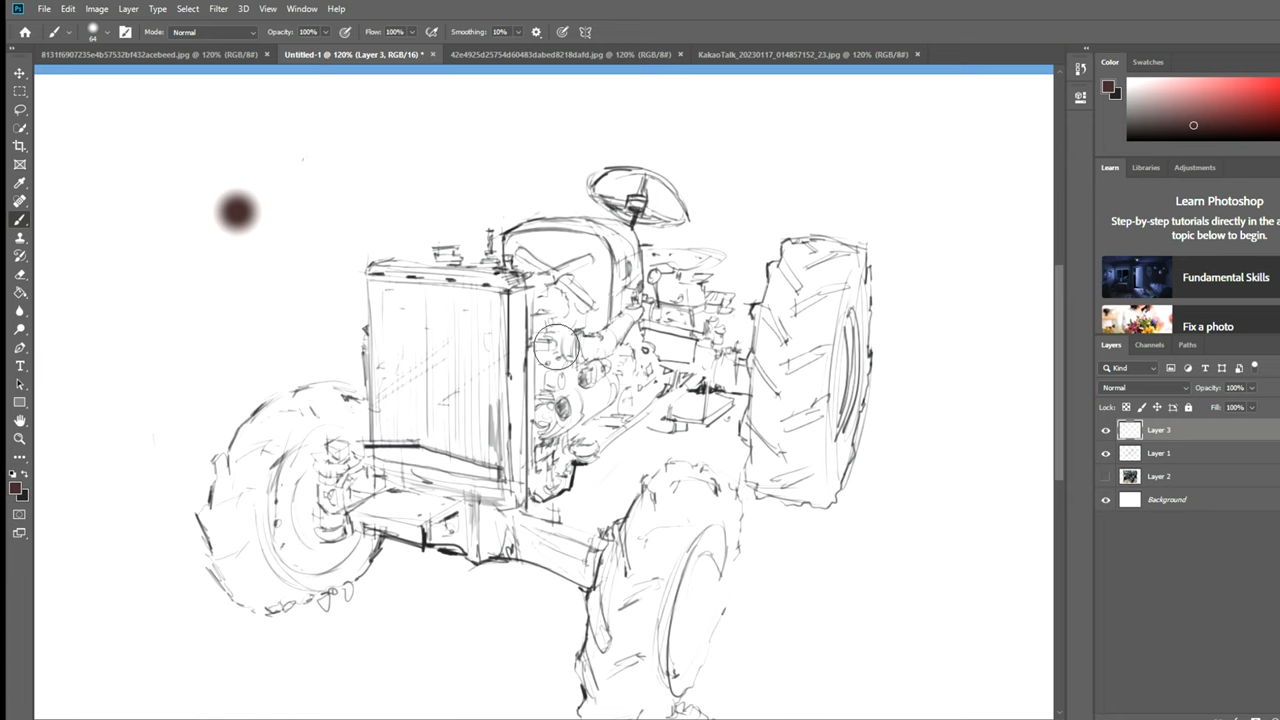 Ps File Edit Image Layer Type Select Filter 3D View Window Help
64 Mode: Normal Opacity: 100% Flow: 100% Smoothing: 10%
8131f6907235e4b57532bf432acebeed.jpg @ 120% (RGB/8#) × Untitled-1 @ 120% (Layer 3, RGB/16) * × 42e4925d25754d60483dabed8218dafd.jpg @ 120% (RGB/8#) × KakaoTalk_20230117_014857152_23.jpg @ 120% (RGB/8#) ×
Color Swatches
Learn Libraries Adjustments
Learn Photoshop
Step-by-step tutorials directly in the a
topic below to begin.
Fundamental Skills
Fix a photo
Layers Channels Paths
Kind
Normal Opacity: 100%
Lock: Fill: 100%
Layer 3
Layer 1
Layer 2
Background